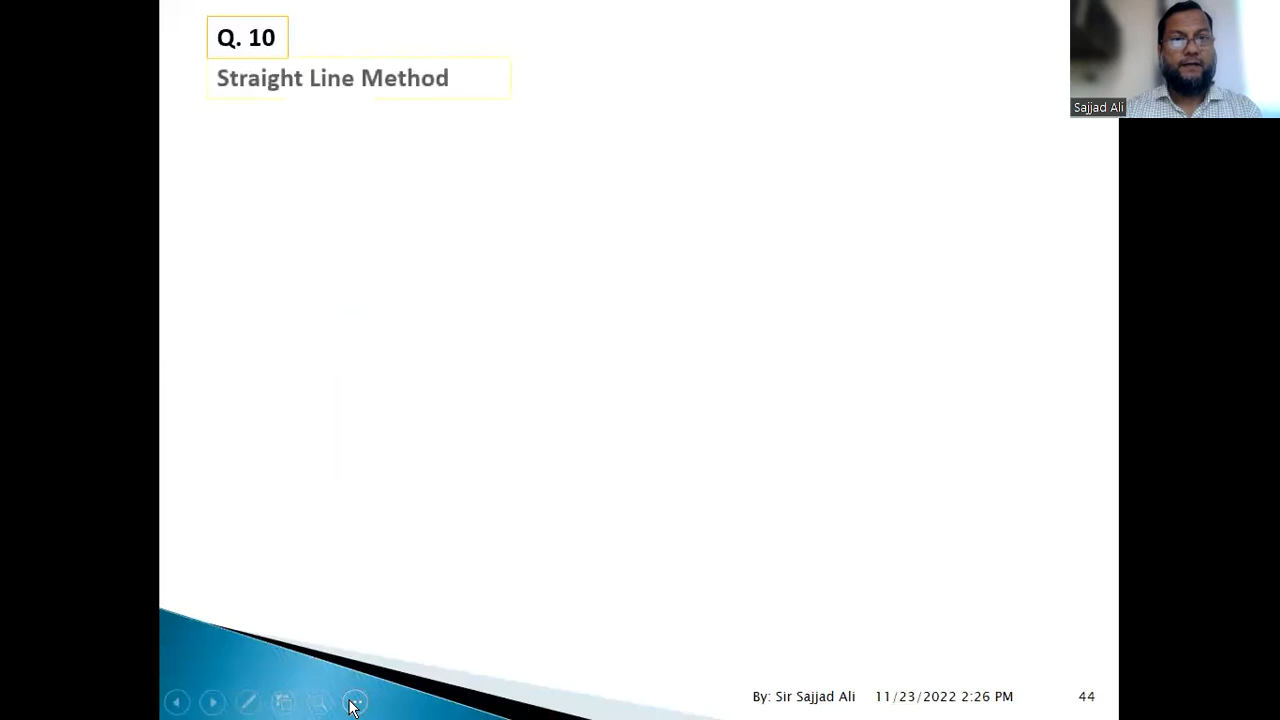 Q. 10
Straight Line Method
Sajjad Ali
By: Sir Sajjad Ali 11/23/2022 2:26 PM 44